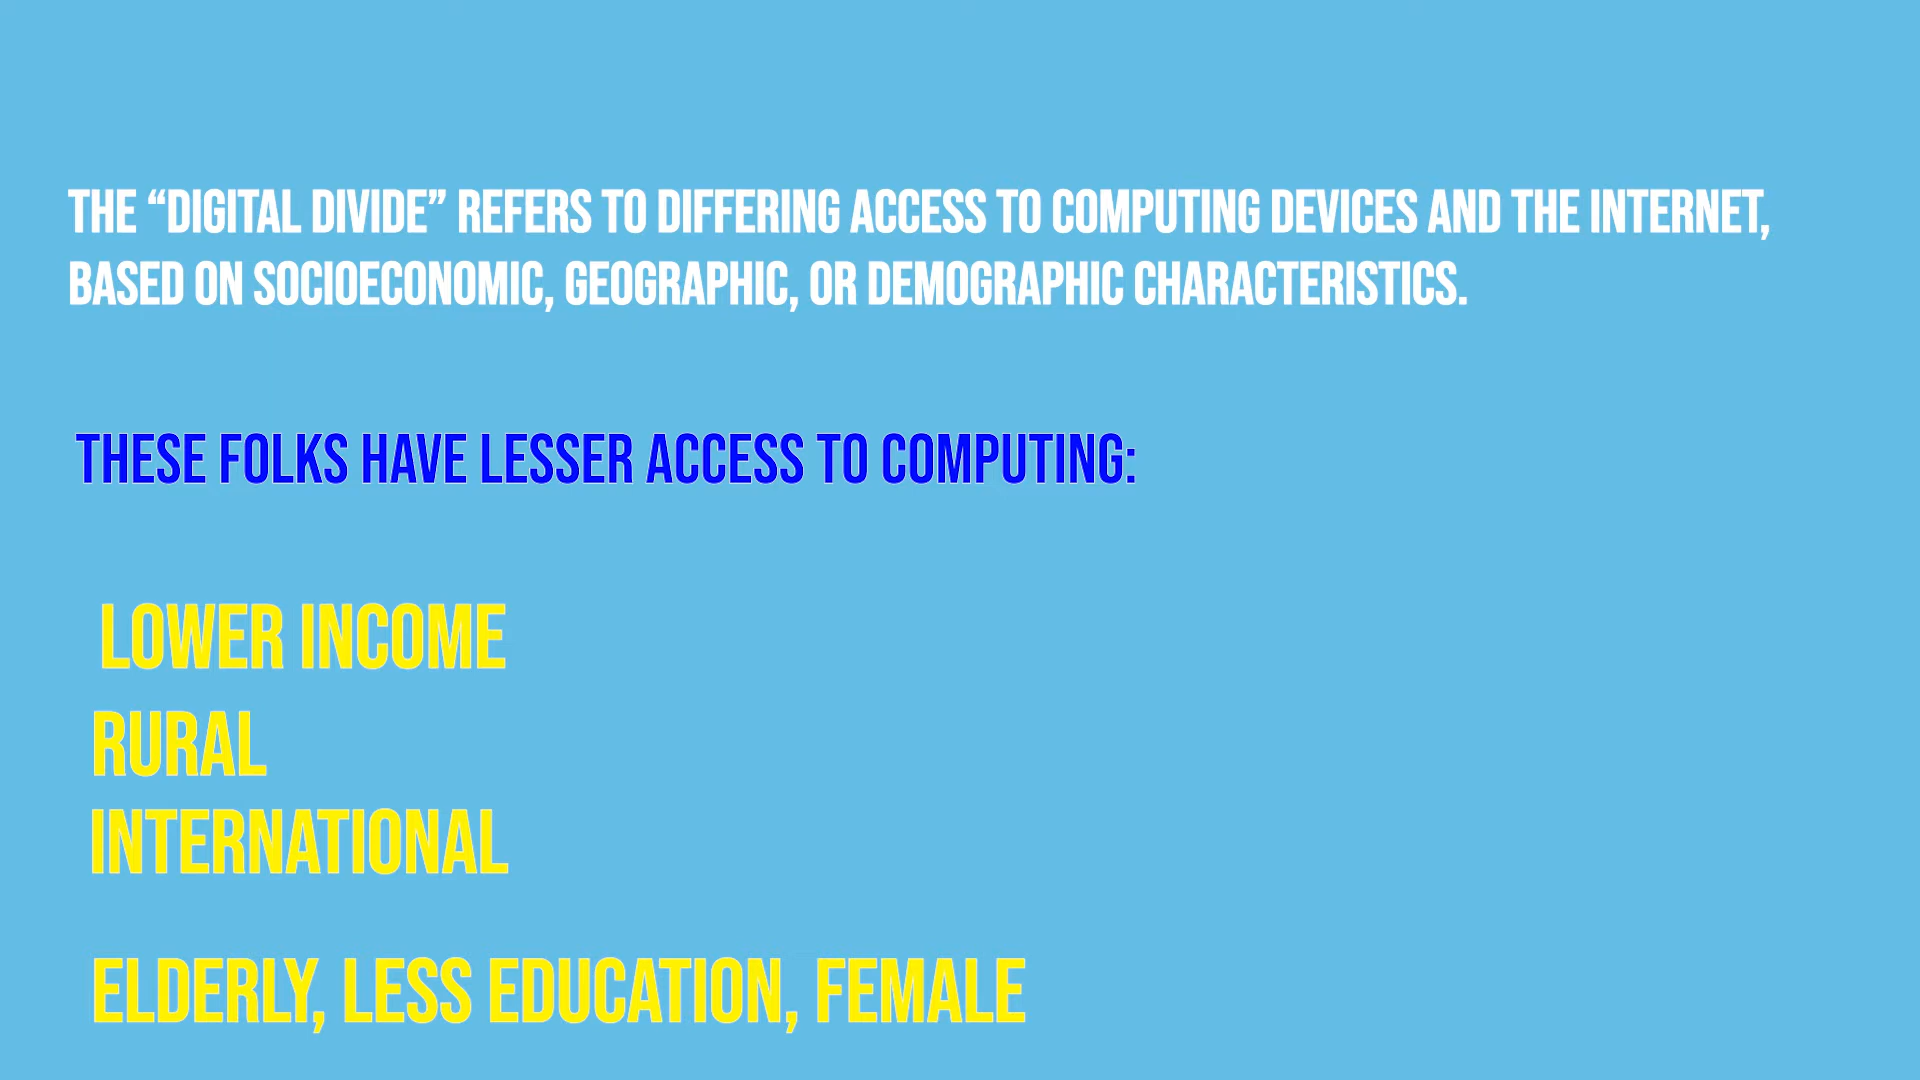 THE “DIGITAL DIVIDE” REFERS TO DIFFERING ACCESS TO COMPUTING DEVICES AND THE INTERNET,
BASED ON SOCIOECONOMIC, GEOGRAPHIC, OR DEMOGRAPHIC CHARACTERISTICS.
THESE FOLKS HAVE LESSER ACCESS TO COMPUTING:
LOWER INCOME
RURAL
INTERNATIONAL
ELDERLY, LESS EDUCATION, FEMALE